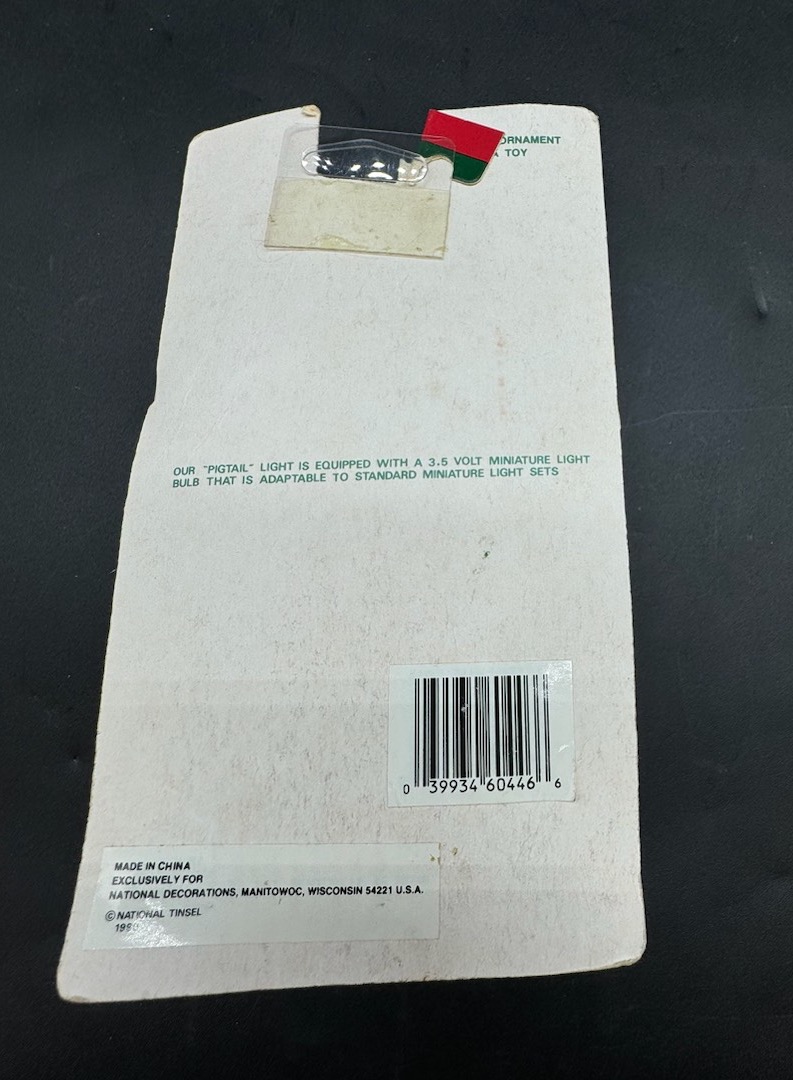 ORNAMENT
TOY
OUR "PIGTAIL" LIGHT IS EQUIPPED WITH A 3.5 VOLT MINIATURE LIGHT
BULB THAT IS ADAPTABLE TO STANDARD MINIATURE LIGHT SETS
0 39934 60446 6
MADE IN CHINA
EXCLUSIVELY FOR
NATIONAL DECORATIONS, MANITOWOC, WISCONSIN 54221 U.S.A.
© NATIONAL TINSEL